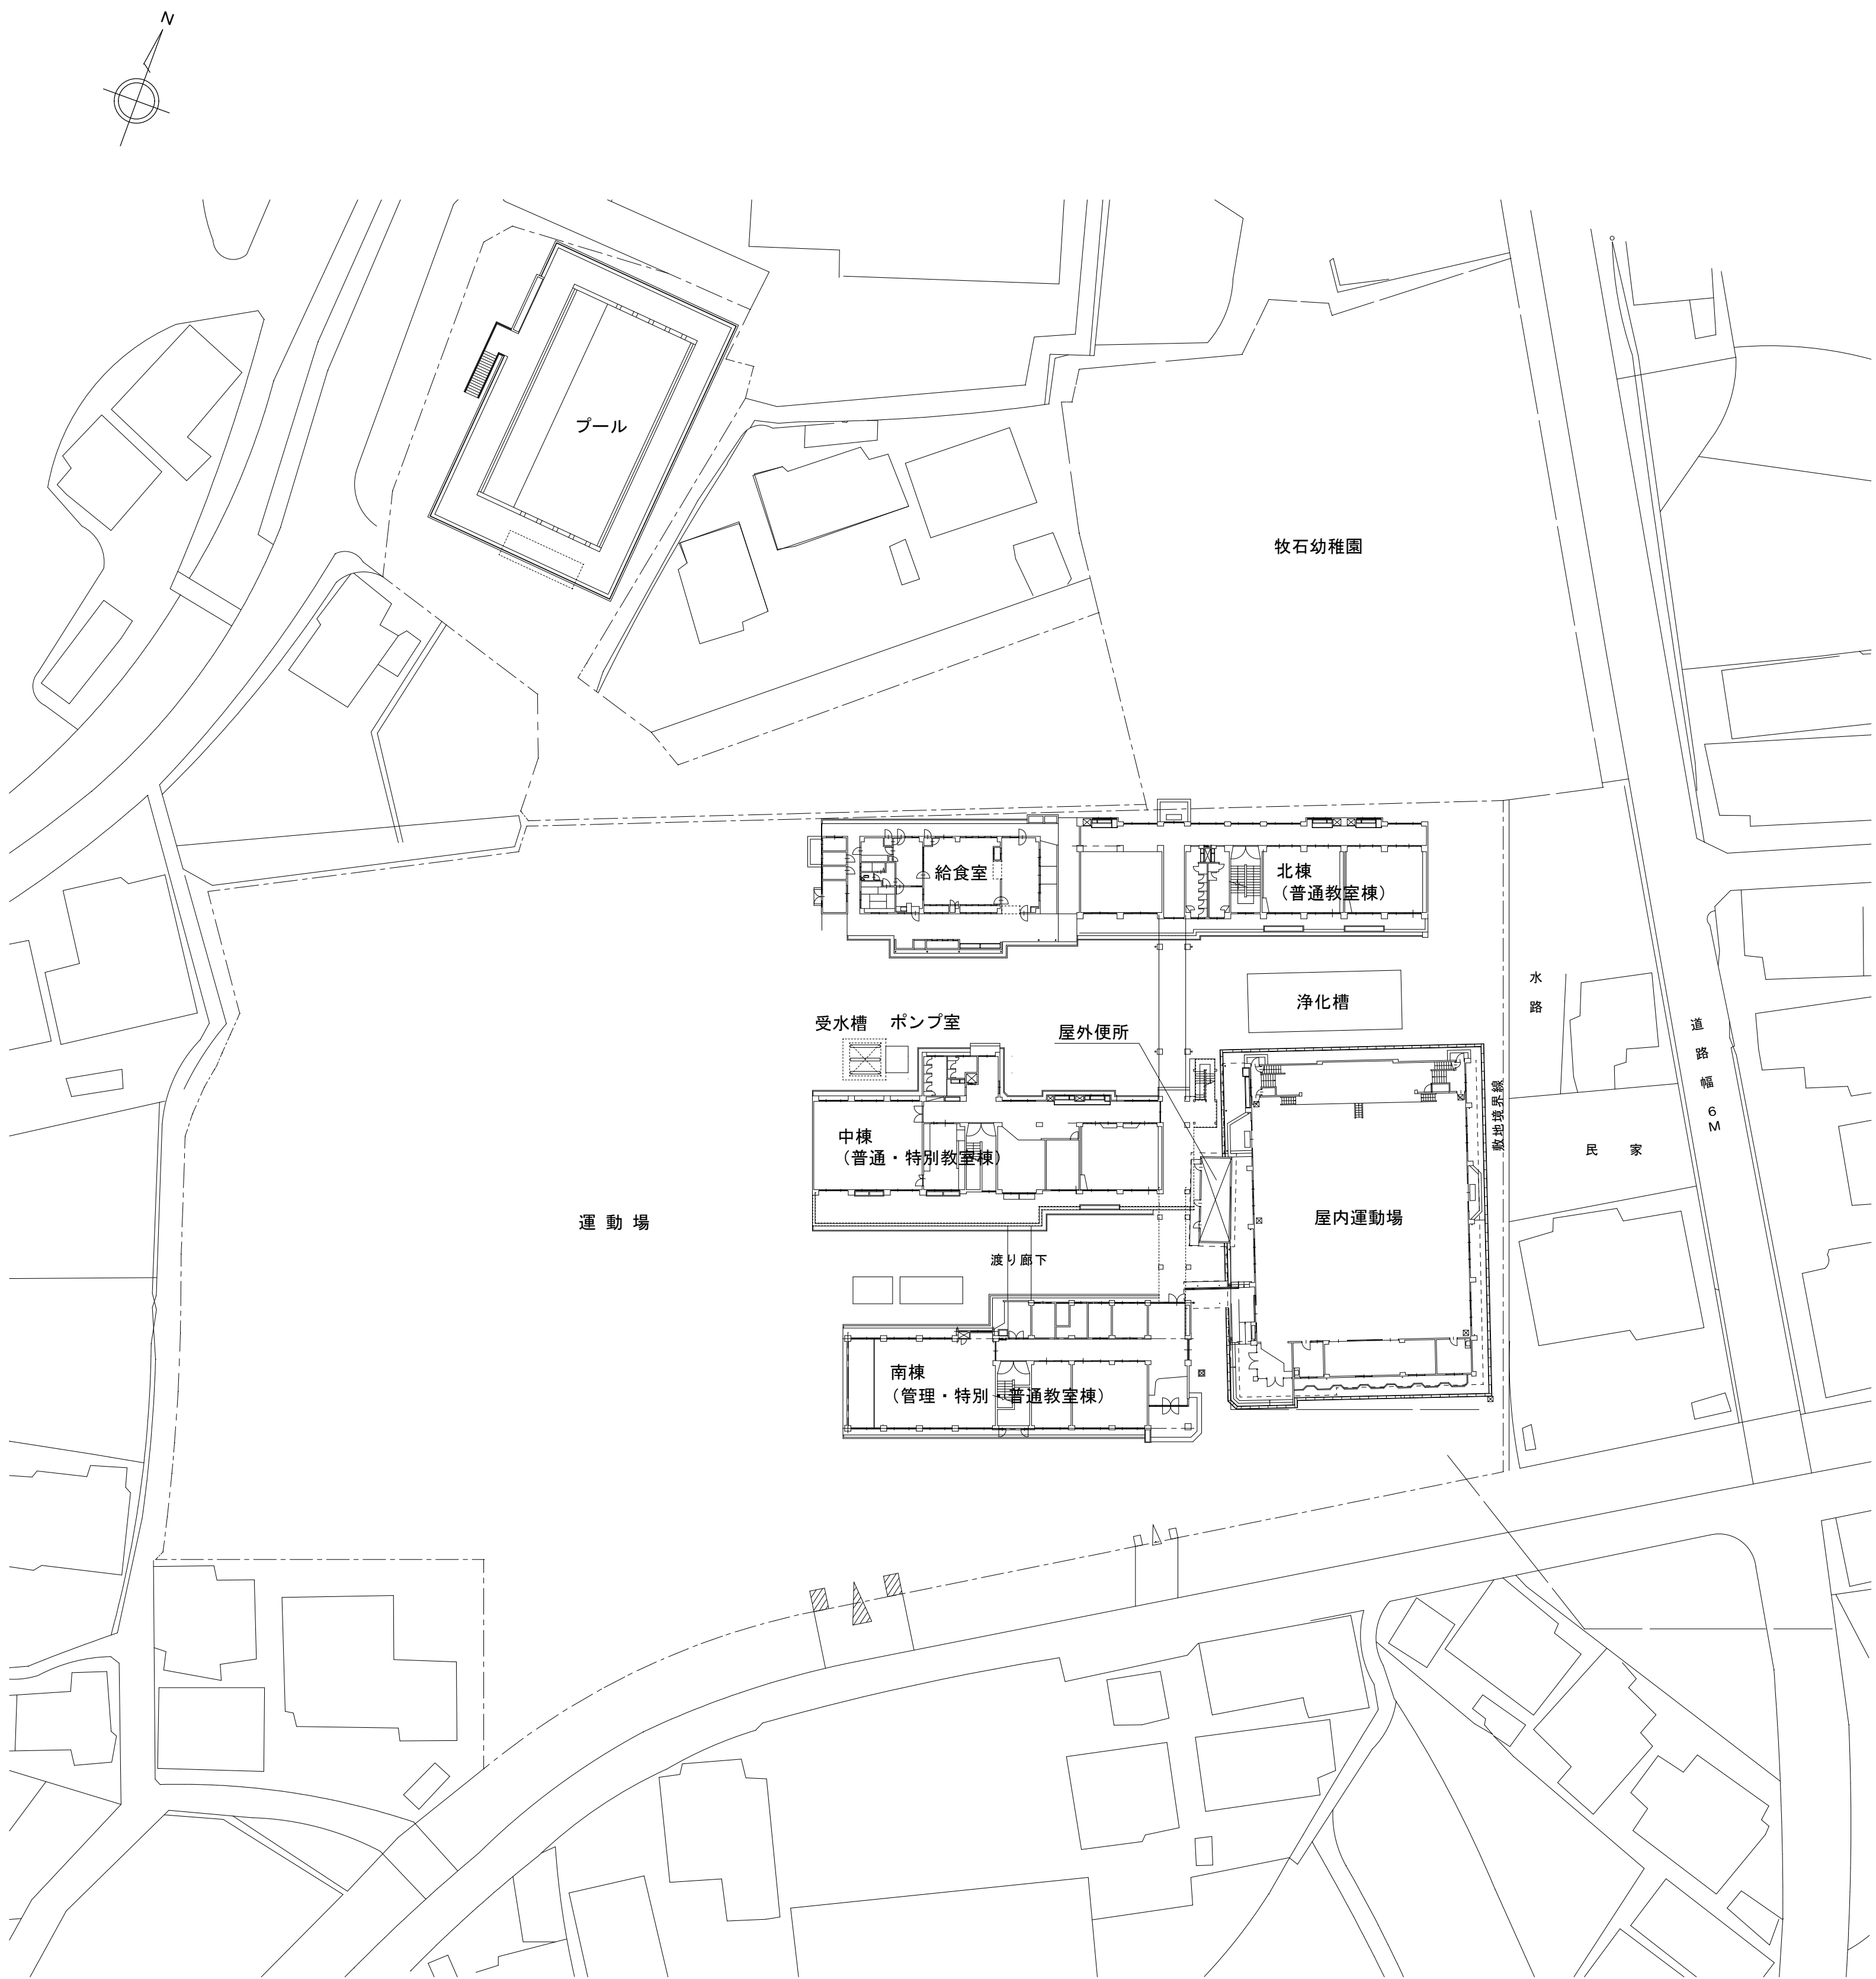 N
プール
牧石幼稚園
給食室
北棟
（普通教室棟）
水路
浄化槽
受水槽 ポンプ室
屋外便所
道路幅 6M
敷地境界線
中棟
（普通・特別教室棟）
民 家
運 動 場
屋内運動場
渡り廊下
南棟
（管理・特別・普通教室棟）